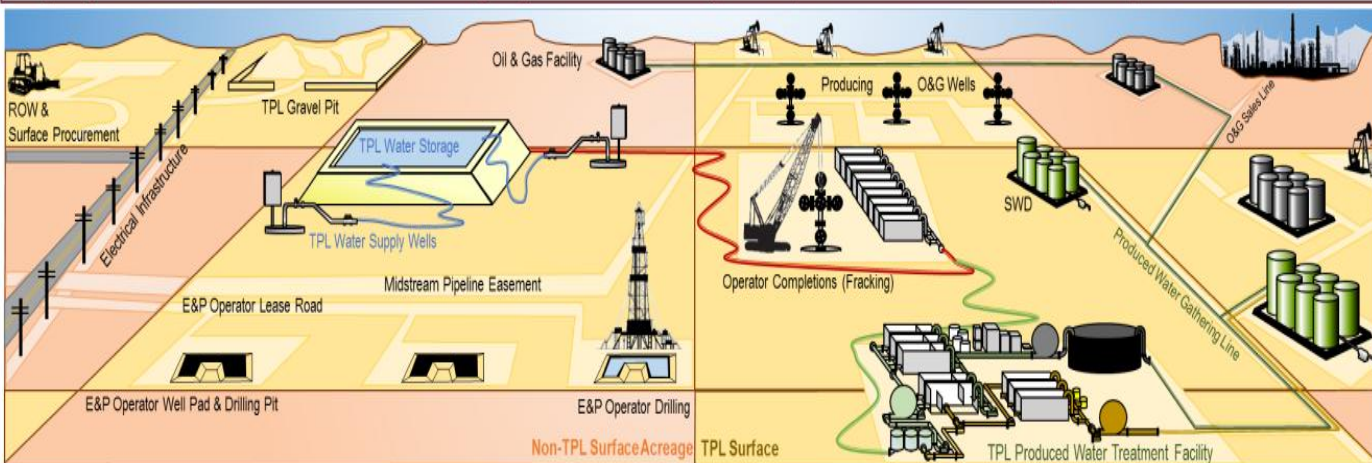 Oil & Gas Facility
Producing
O&G Wells
ROW &
Surface Procurement
TPL Gravel Pit
O&G Sales Line
Electrical Infrastructure
TPL Water Storage
SWD
TPL Water Supply Wells
Produced Water Gathering Line
Midstream Pipeline Easement
Operator Completions (Fracking)
E&P Operator Lease Road
E&P Operator Well Pad & Drilling Pit
E&P Operator Drilling
Non-TPL Surface Acreage
TPL Surface
TPL Produced Water Treatment Facility